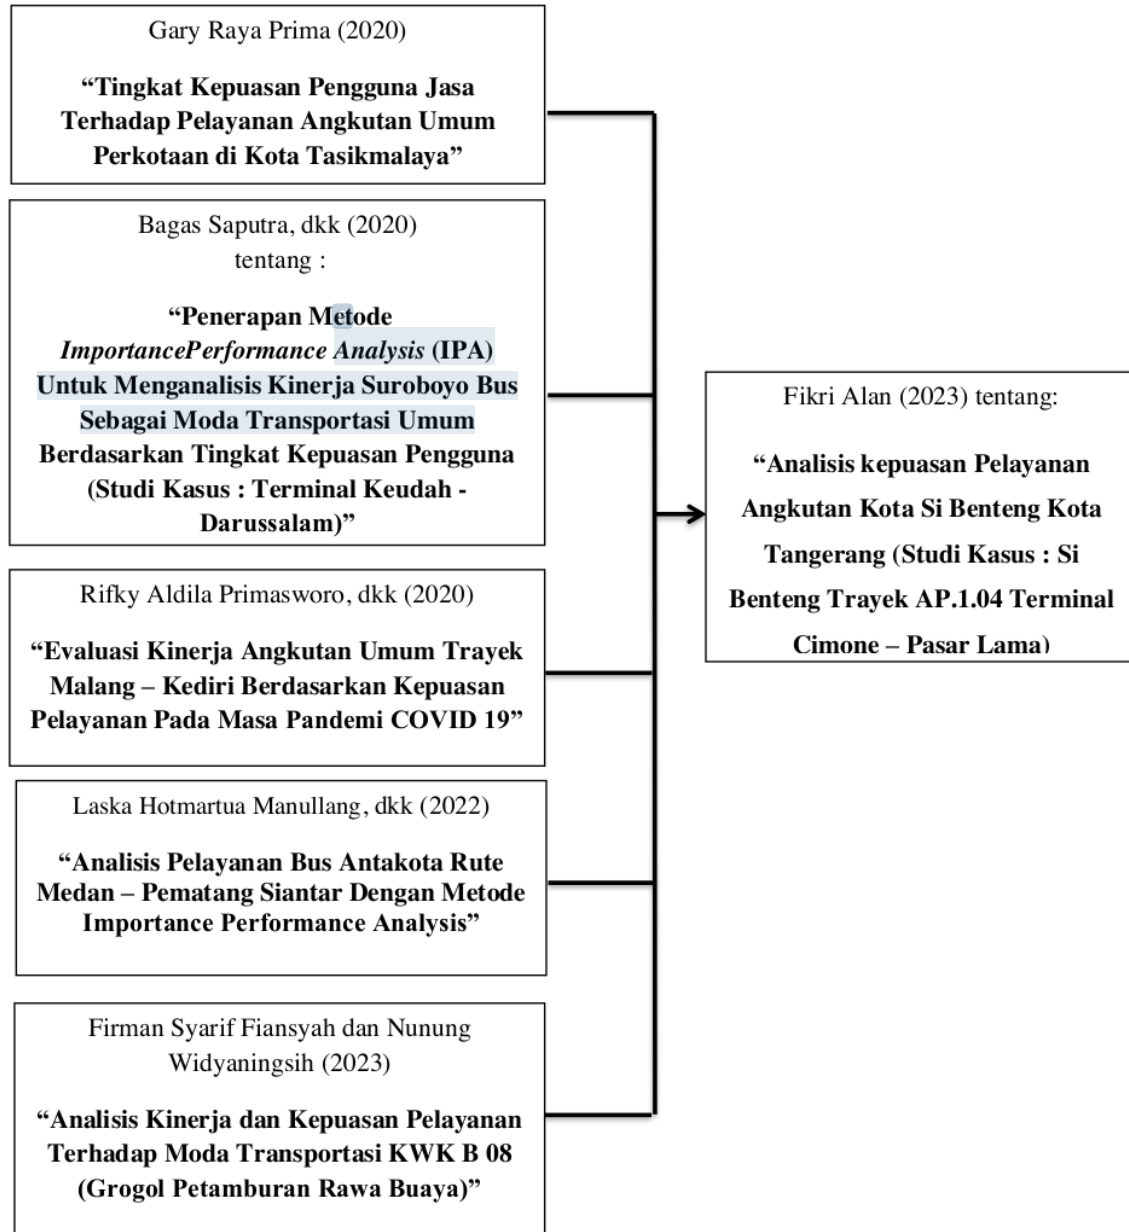 Gary Raya Prima (2020)
“Tingkat Kepuasan Pengguna Jasa
Terhadap Pelayanan Angkutan Umum
Perkotaan di Kota Tasikmalaya”
Bagas Saputra, dkk (2020)
tentang :
“Penerapan Metode
ImportancePerformance Analysis (IPA)
Untuk Menganalisis Kinerja Suroboyo Bus
Sebagai Moda Transportasi Umum
Berdasarkan Tingkat Kepuasan Pengguna
(Studi Kasus : Terminal Keudah -
Darussalam)”
Rifky Aldila Primasworo, dkk (2020)
“Evaluasi Kinerja Angkutan Umum Trayek
Malang – Kediri Berdasarkan Kepuasan
Pelayanan Pada Masa Pandemi COVID 19”
Laska Hotmartua Manullang, dkk (2022)
“Analisis Pelayanan Bus Antakota Rute
Medan – Pematang Siantar Dengan Metode
Importance Performance Analysis”
Firman Syarif Fiansyah dan Nunung
Widyaningsih (2023)
“Analisis Kinerja dan Kepuasan Pelayanan
Terhadap Moda Transportasi KWK B 08
(Grogol Petamburan Rawa Buaya)”
Fikri Alan (2023) tentang:
“Analisis kepuasan Pelayanan
Angkutan Kota Si Benteng Kota
Tangerang (Studi Kasus : Si
Benteng Trayek AP.1.04 Terminal
Cimone – Pasar Lama)